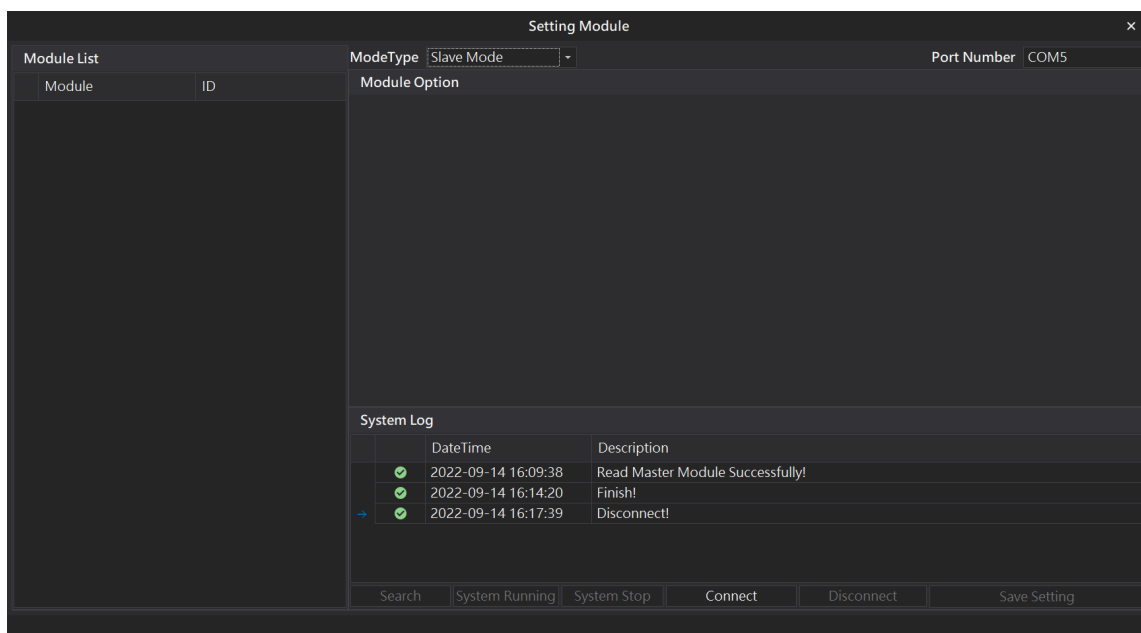 Setting Module ×
Module List
Module ID
ModeType Slave Mode
Port Number COM5
Module Option
System Log
DateTime Description
2022-09-14 16:09:38 Read Master Module Successfully!
2022-09-14 16:14:20 Finish!
2022-09-14 16:17:39 Disconnect!
Search System Running System Stop Connect Disconnect Save Setting